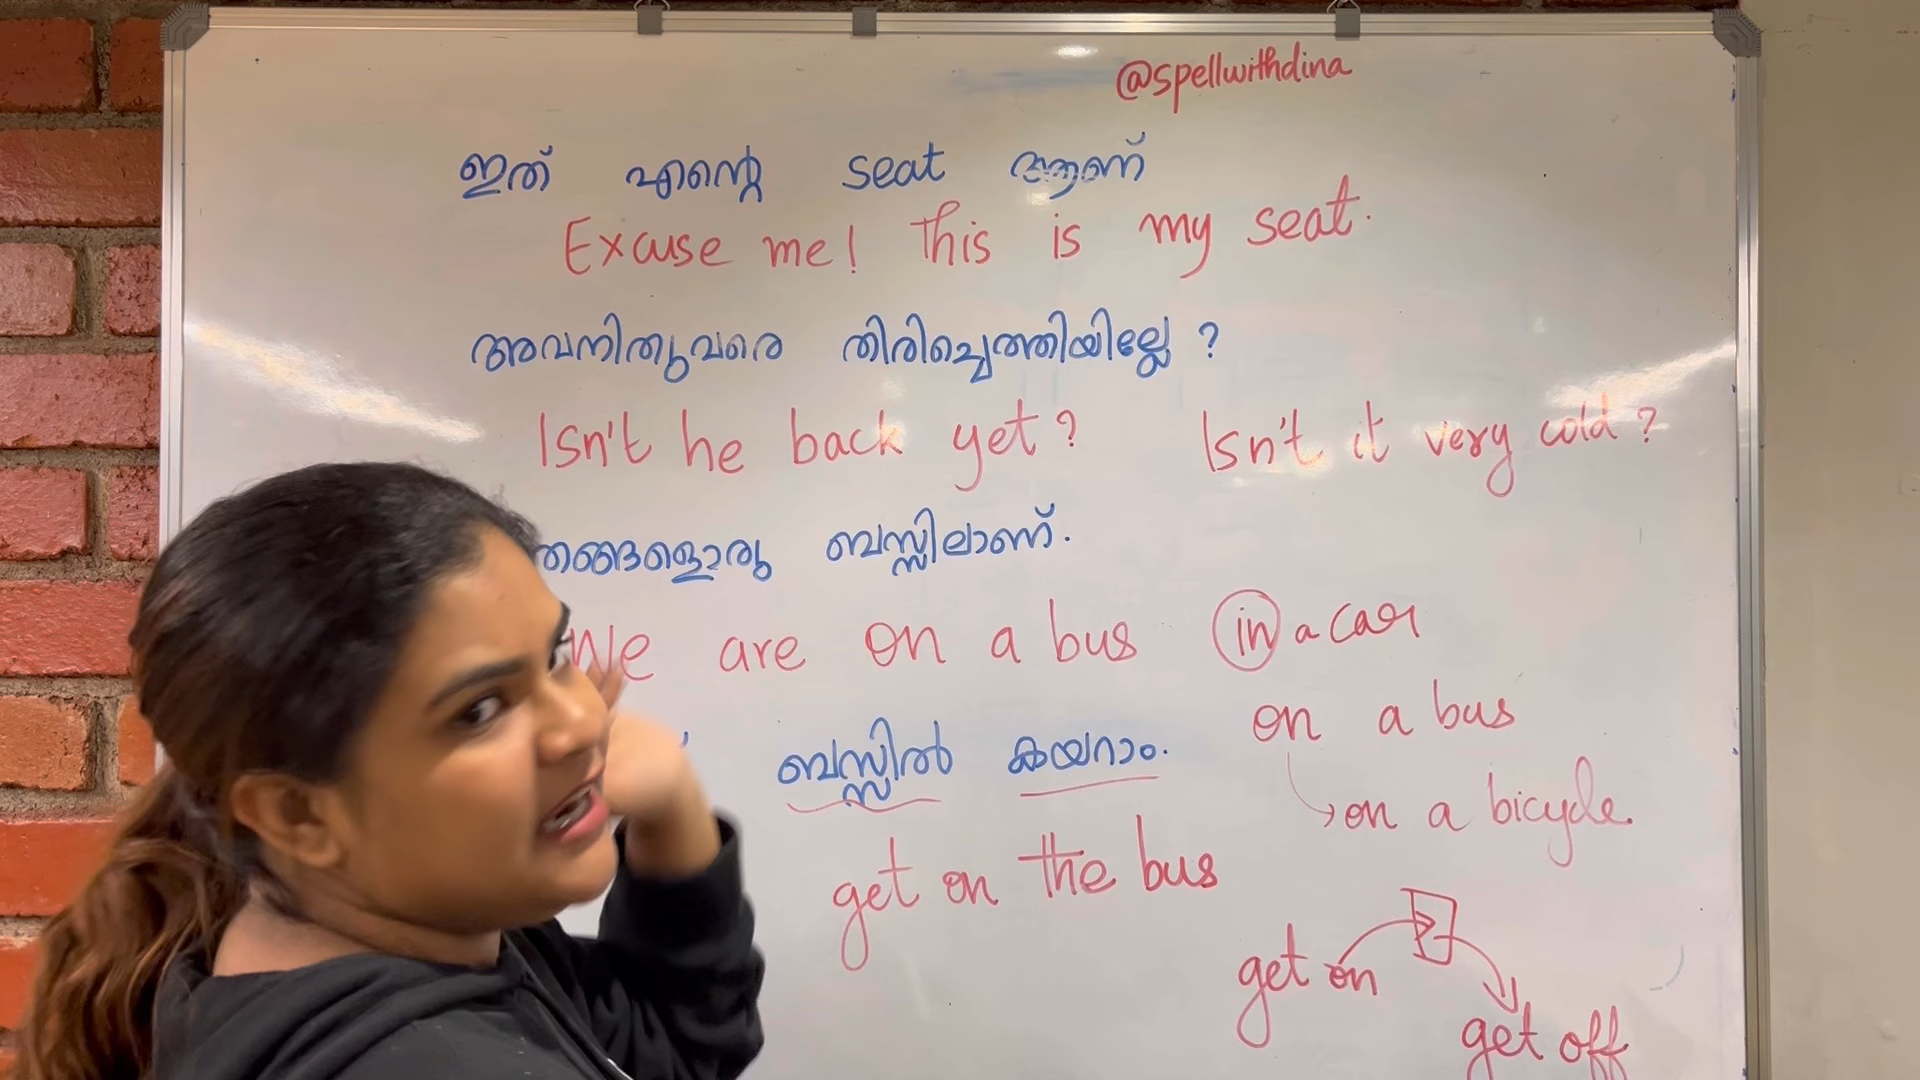 @spellwithdina
ഇത് എന്റെ seat ആണ്
Excuse me! This is my seat.
അവനിതുവരെ തിരിച്ചെത്തിയില്ലേ ?
Isn't he back yet? Isn't it very cold?
ബസ്സിലാണ്.
We are on a bus in a car
on a bus
ബസ്സിൽ കയറാം.
on a bicycle.
get on the bus
get on
get off